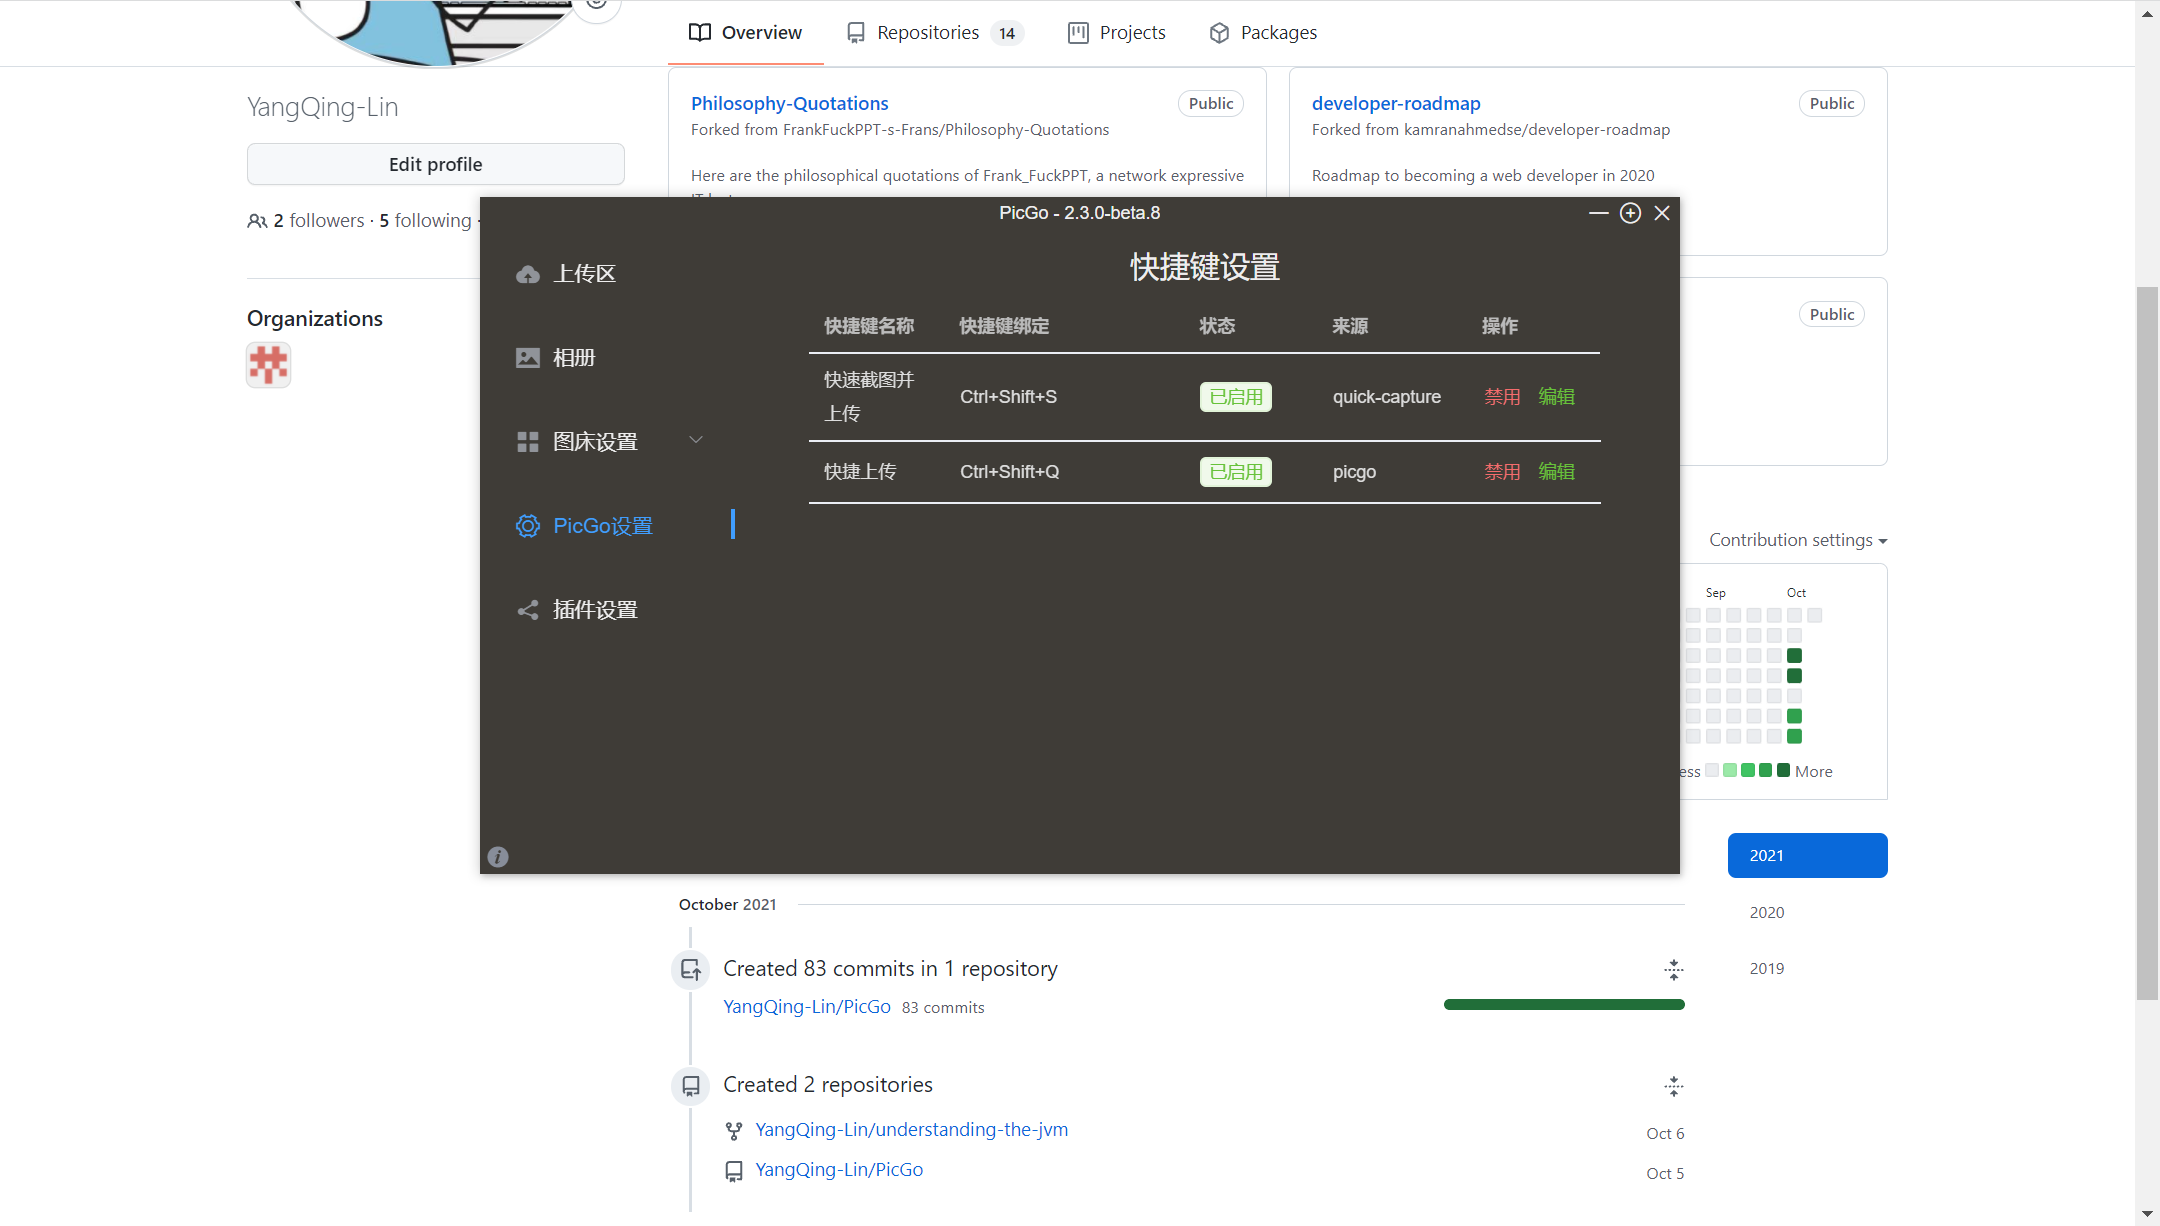 Overview
Repositories 14
Projects
Packages
YangQing-Lin
Edit profile
2 followers · 5 following ·
Organizations
Philosophy-Quotations
Public
Forked from FrankFuckPPT-s-Frans/Philosophy-Quotations
Here are the philosophical quotations of Frank_FuckPPT, a network expressive
developer-roadmap
Public
Forked from kamranahmedse/developer-roadmap
Roadmap to becoming a web developer in 2020
Public
PicGo - 2.3.0-beta.8
上传区
相册
图床设置
PicGo设置
插件设置
快捷键设置
快捷键名称 快捷键绑定 状态 来源 操作
快速截图并
上传
Ctrl+Shift+S 已启用 quick-capture 禁用 编辑
快捷上传 Ctrl+Shift+Q 已启用 picgo 禁用 编辑
Contribution settings
Sep Oct
ess More
2021
2020
2019
October 2021
Created 83 commits in 1 repository
YangQing-Lin/PicGo 83 commits
Created 2 repositories
YangQing-Lin/understanding-the-jvm Oct 6
YangQing-Lin/PicGo Oct 5